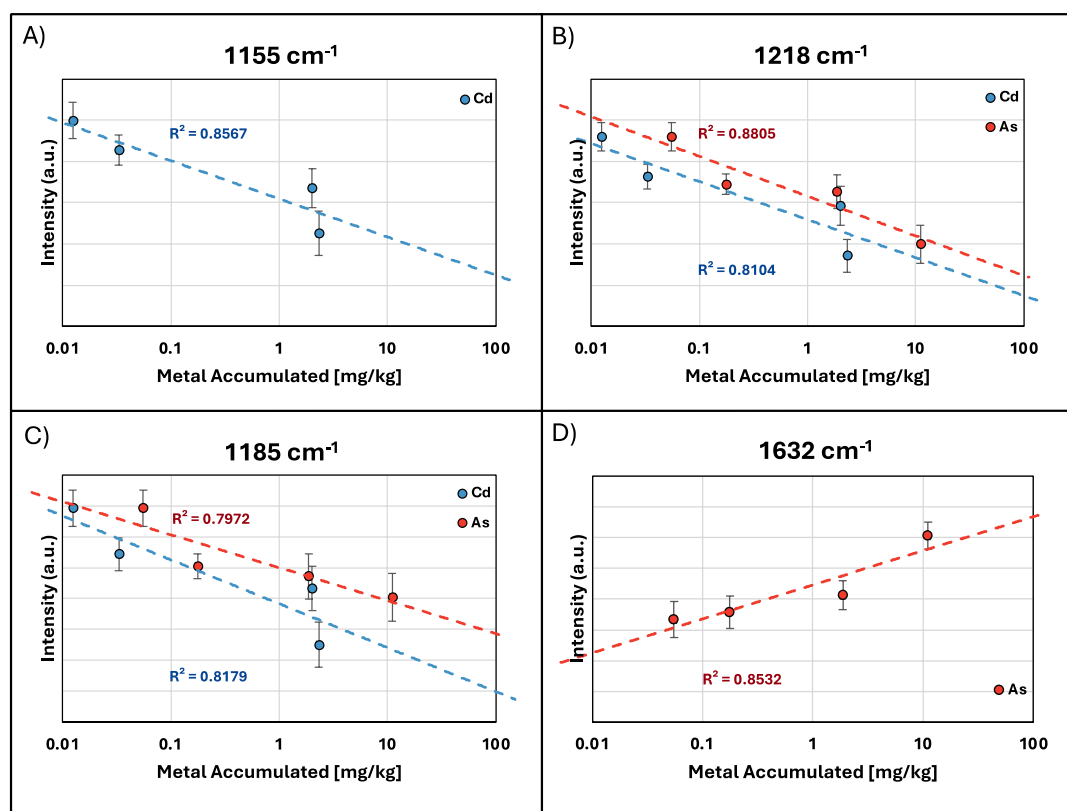 A)
1155 cm⁻¹
Cd
R² = 0.8567
Intensity (a.u.)
0.01 0.1 1 10 100
Metal Accumulated [mg/kg]
B)
1218 cm⁻¹
Cd
As
R² = 0.8805
R² = 0.8104
Intensity (a.u.)
0.01 0.1 1 10 100
Metal Accumulated [mg/kg]
C)
1185 cm⁻¹
Cd
As
R² = 0.7972
R² = 0.8179
Intensity (a.u.)
0.01 0.1 1 10 100
Metal Accumulated [mg/kg]
D)
1632 cm⁻¹
Intensity (a.u.)
R² = 0.8532
As
0.01 0.1 1 10 100
Metal Accumulated [mg/kg]